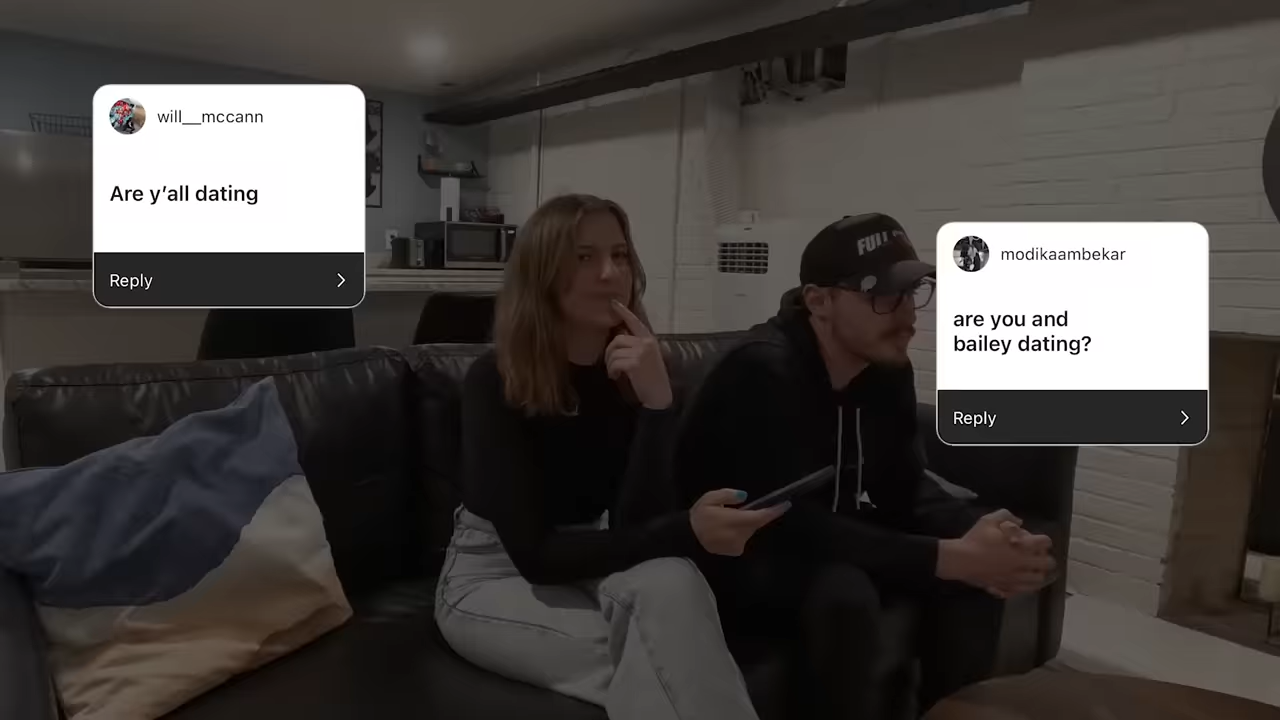 will__mccann
Are y’all dating
Reply
modikaambekar
are you and
bailey dating?
Reply